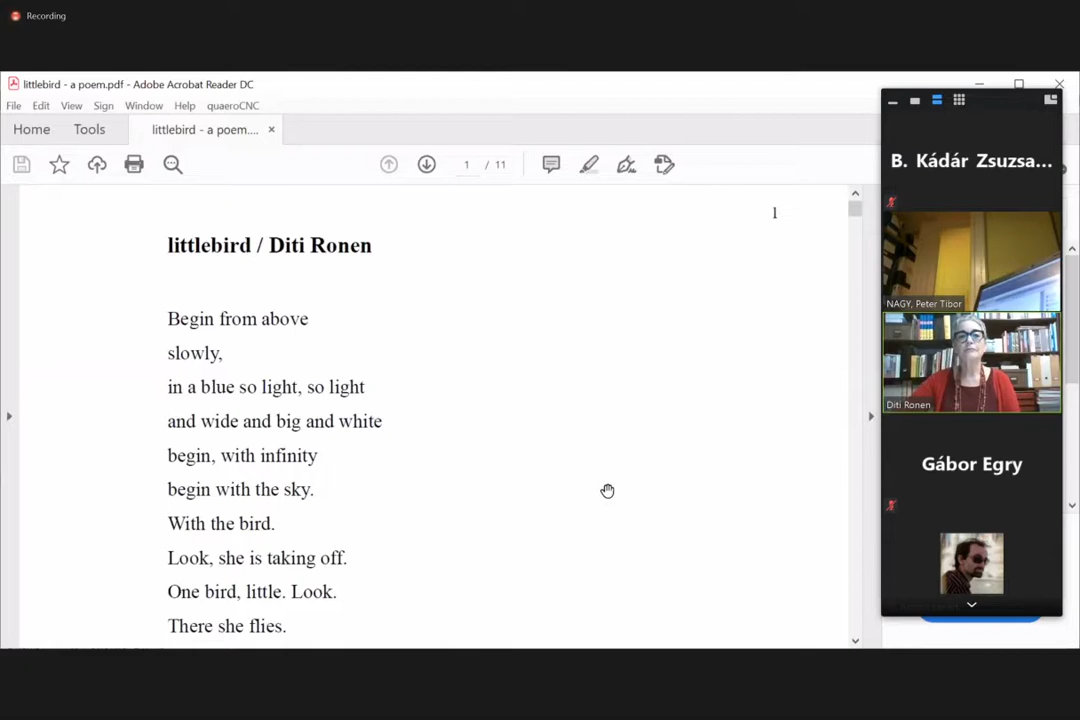 Recording
littlebird - a poem.pdf - Adobe Acrobat Reader DC
File Edit View Sign Window Help quaeroCNC
Home Tools littlebird - a poem.... ×
1 / 11
1
littlebird / Diti Ronen
Begin from above
slowly,
in a blue so light, so light
and wide and big and white
begin, with infinity
begin with the sky.
With the bird.
Look, she is taking off.
One bird, little. Look.
There she flies.
B. Kádár Zsuzsa...
NAGY, Peter Tibor
Diti Ronen
Gábor Egry